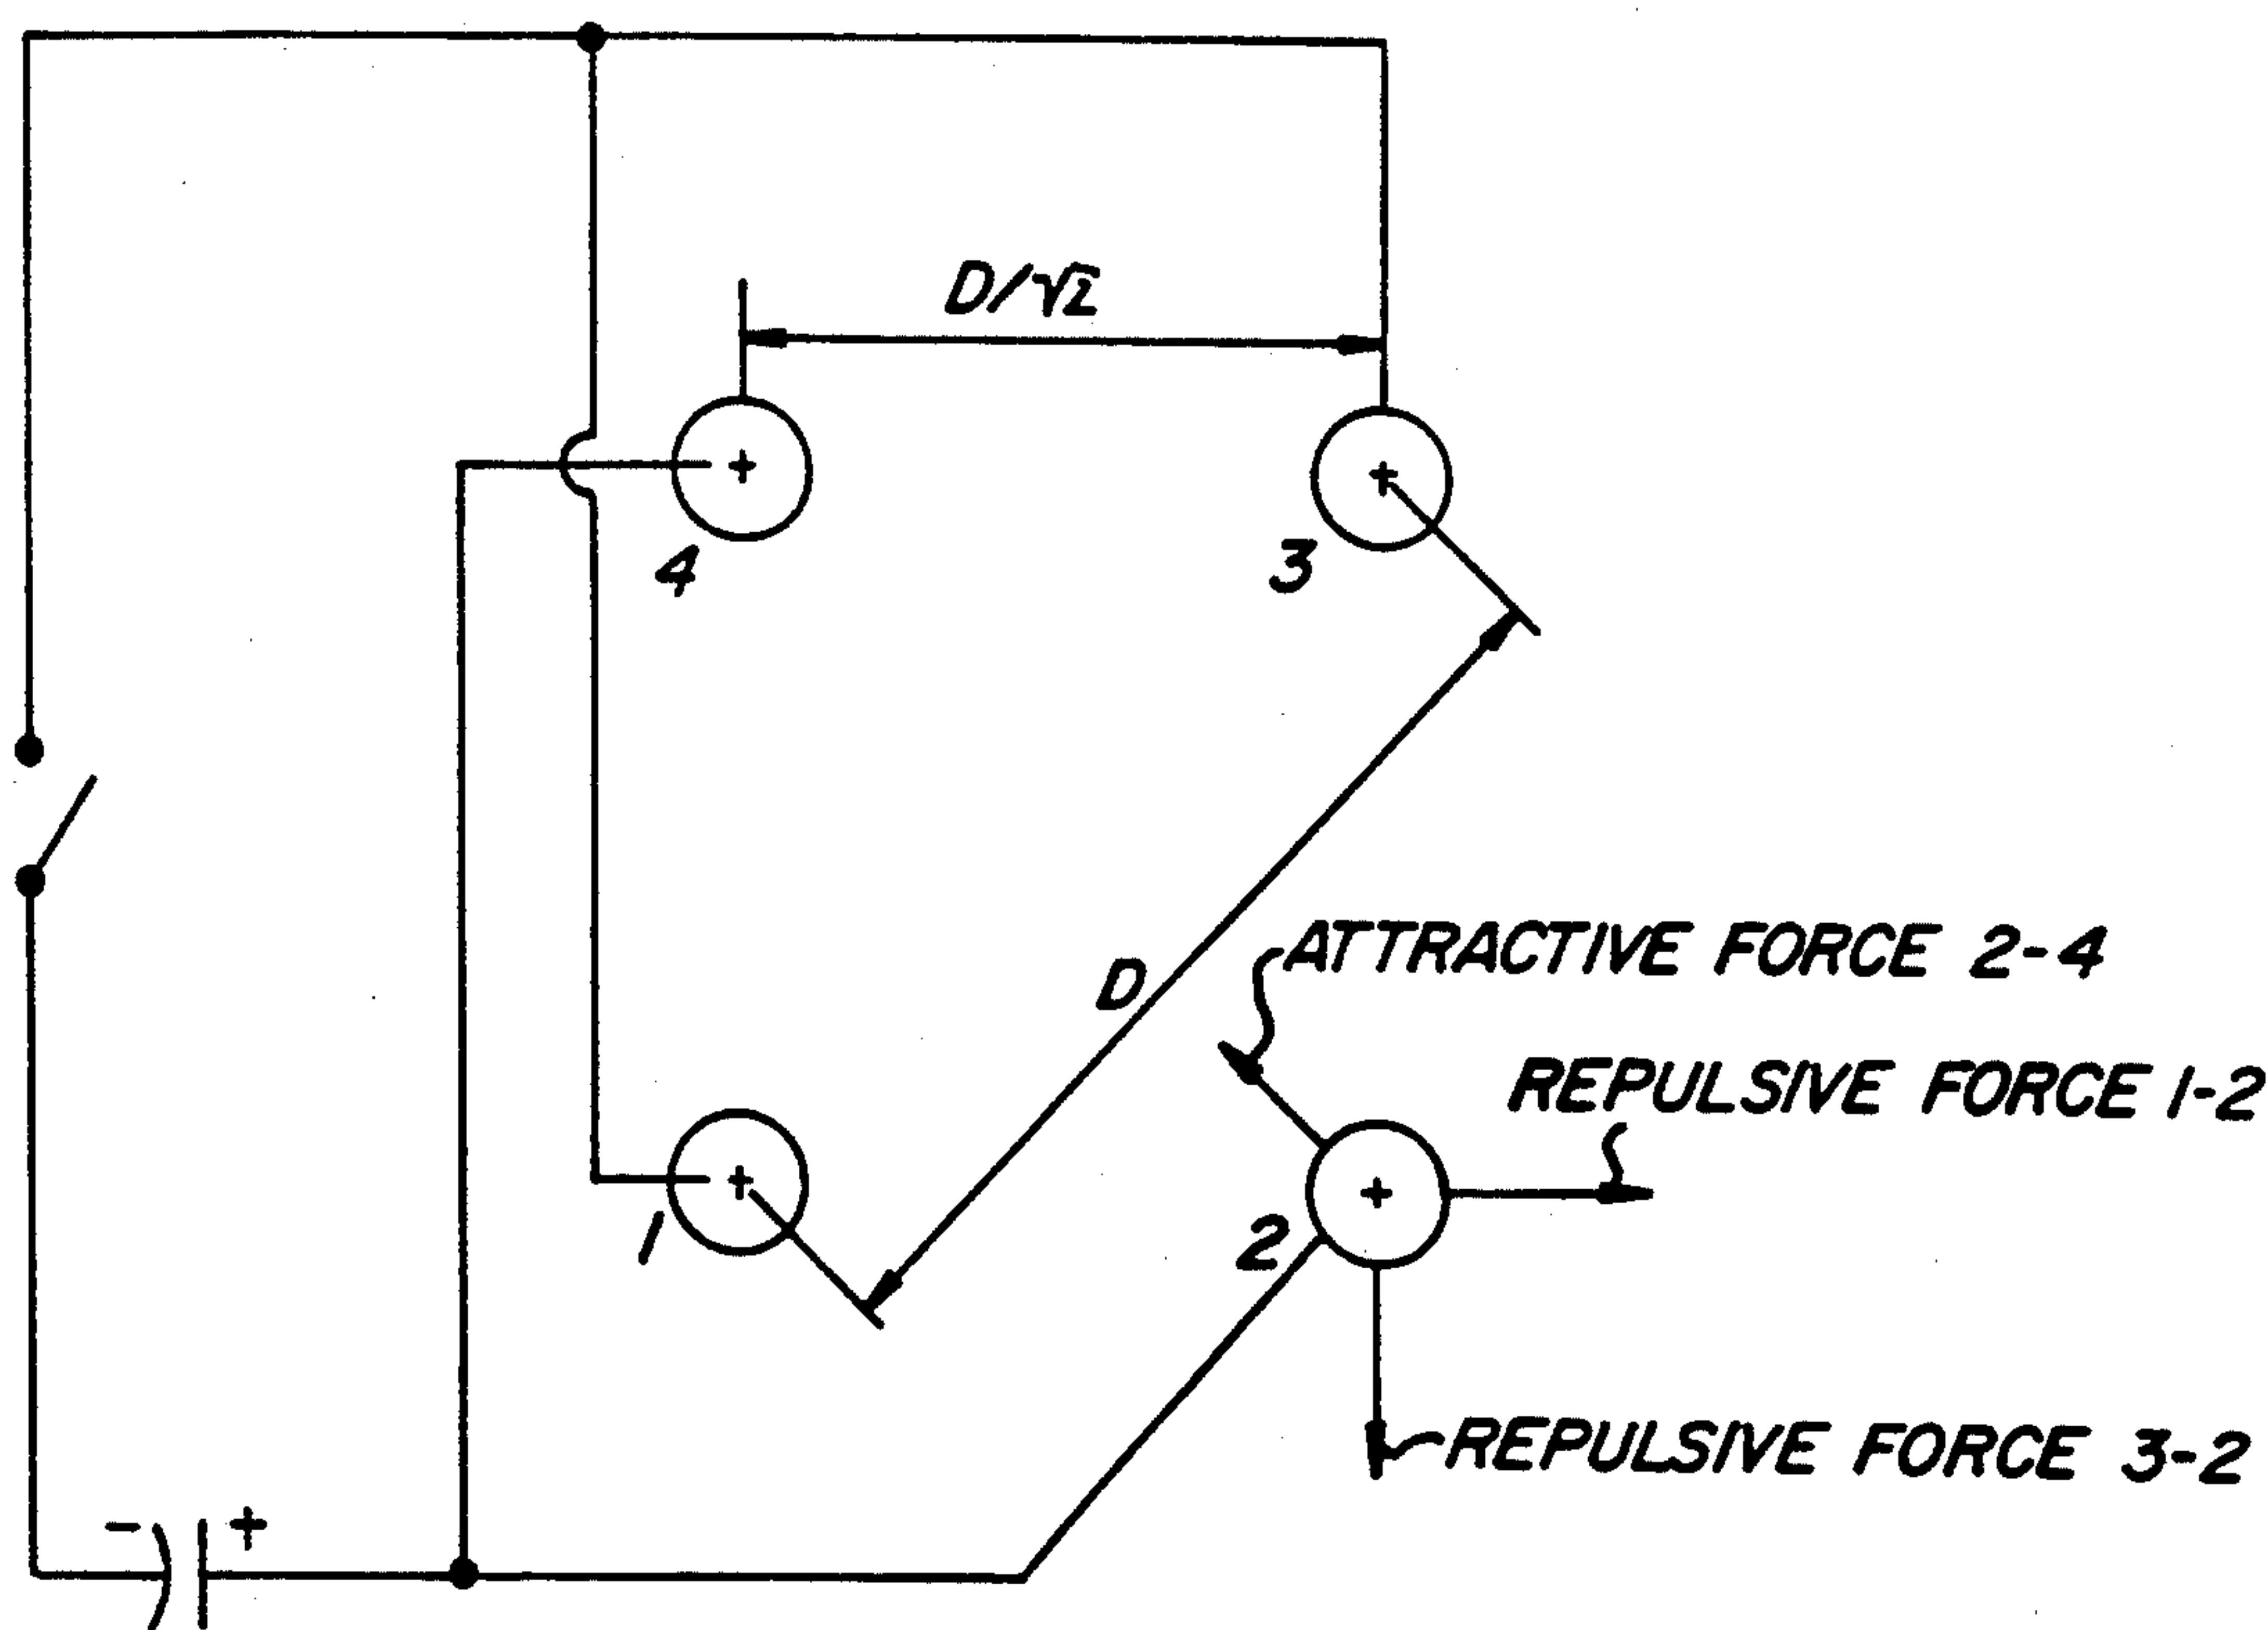 D/√2
+
+
4
3
ATTRACTIVE FORCE 2-4
D
REPULSIVE FORCE 1-2
+
+
1
2
REPULSIVE FORCE 3-2
- +